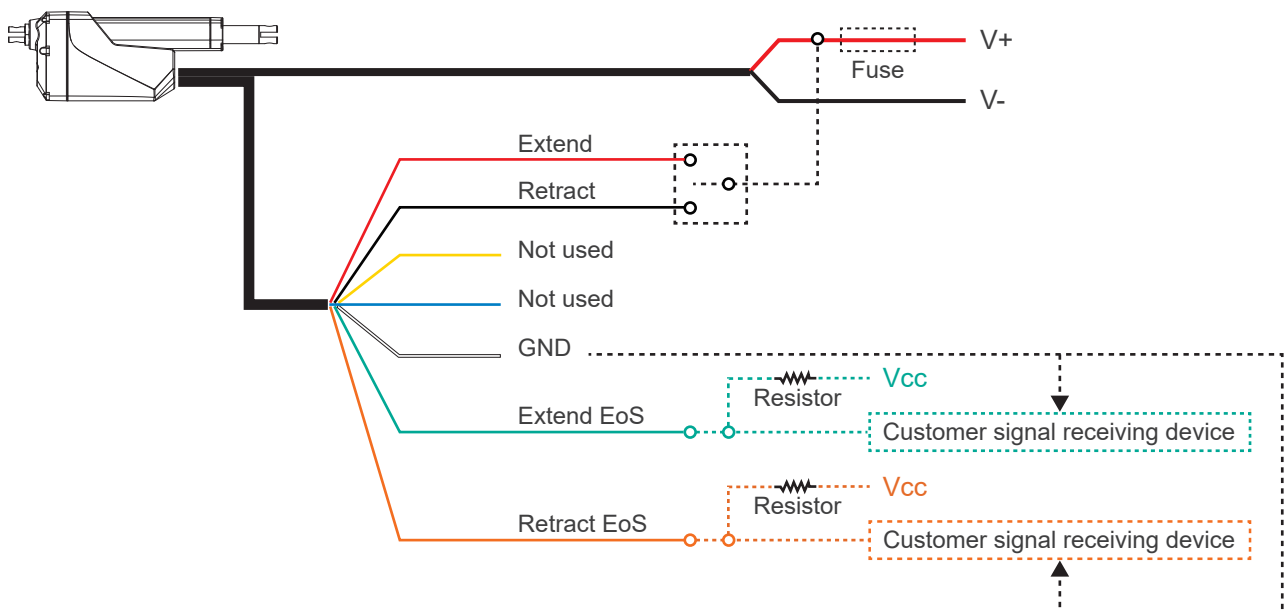 V+
Fuse
V-
Extend
Retract
Not used
Not used
GND
Vcc
Resistor
Extend EoS
Customer signal receiving device
Vcc
Resistor
Retract EoS
Customer signal receiving device